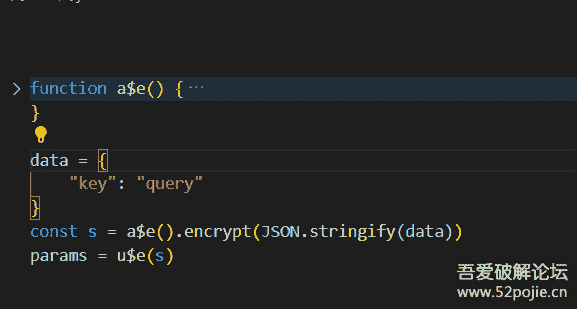 function a$e() { ...
}
data = {
"key": "query"
}
const s = a$e().encrypt(JSON.stringify(data))
params = u$e(s)
吾爱破解论坛
www.52pojie.cn